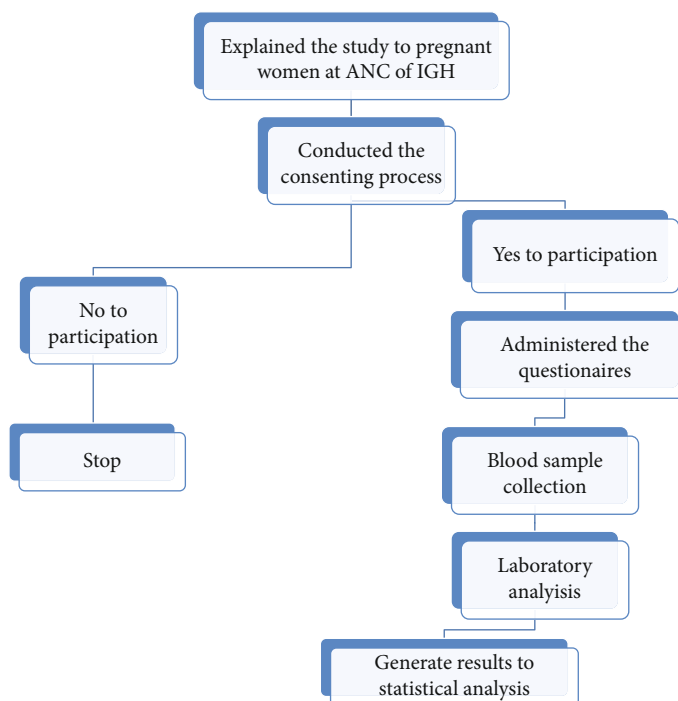 Explained the study to pregnant
women at ANC of IGH
Conducted the
consenting process
Yes to participation
No to
participation
Administered the
questionaires
Stop
Blood sample
collection
Laboratory
analyisis
Generate results to
statistical analysis